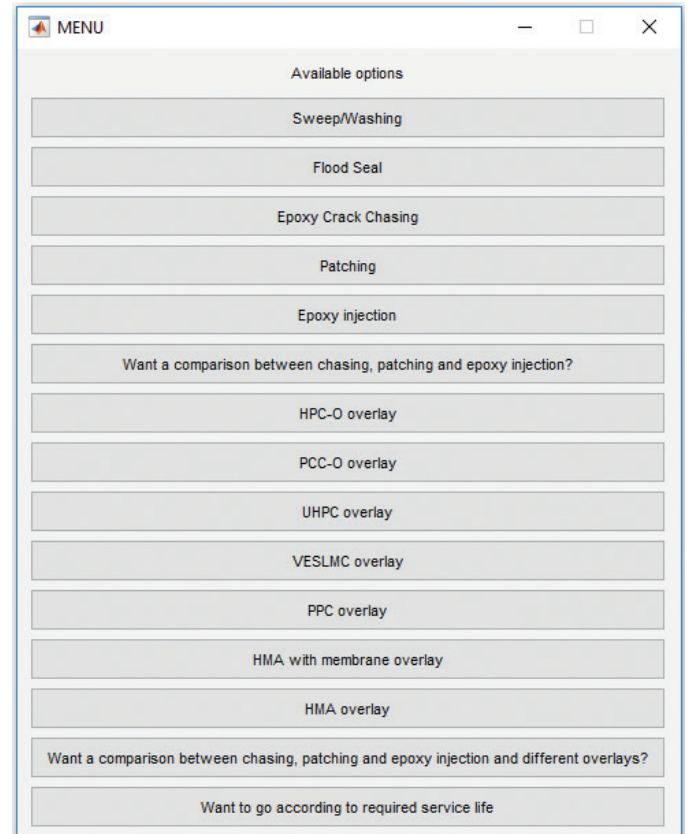 MENU
Available options
Sweep/Washing
Flood Seal
Epoxy Crack Chasing
Patching
Epoxy injection
Want a comparison between chasing, patching and epoxy injection?
HPC-O overlay
PCC-O overlay
UHPC overlay
VESLMC overlay
PPC overlay
HMA with membrane overlay
HMA overlay
Want a comparison between chasing, patching and epoxy injection and different overlays?
Want to go according to required service life